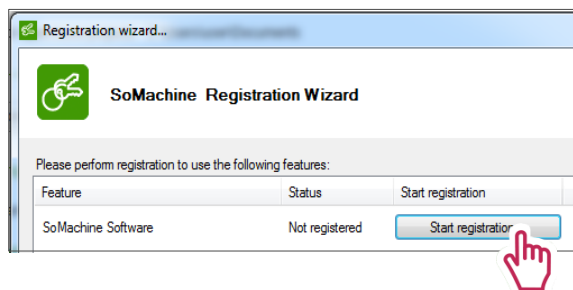 Registration wizard...
SoMachine Registration Wizard
Please perform registration to use the following features:
Feature Status Start registration
SoMachine Software Not registered Start registration